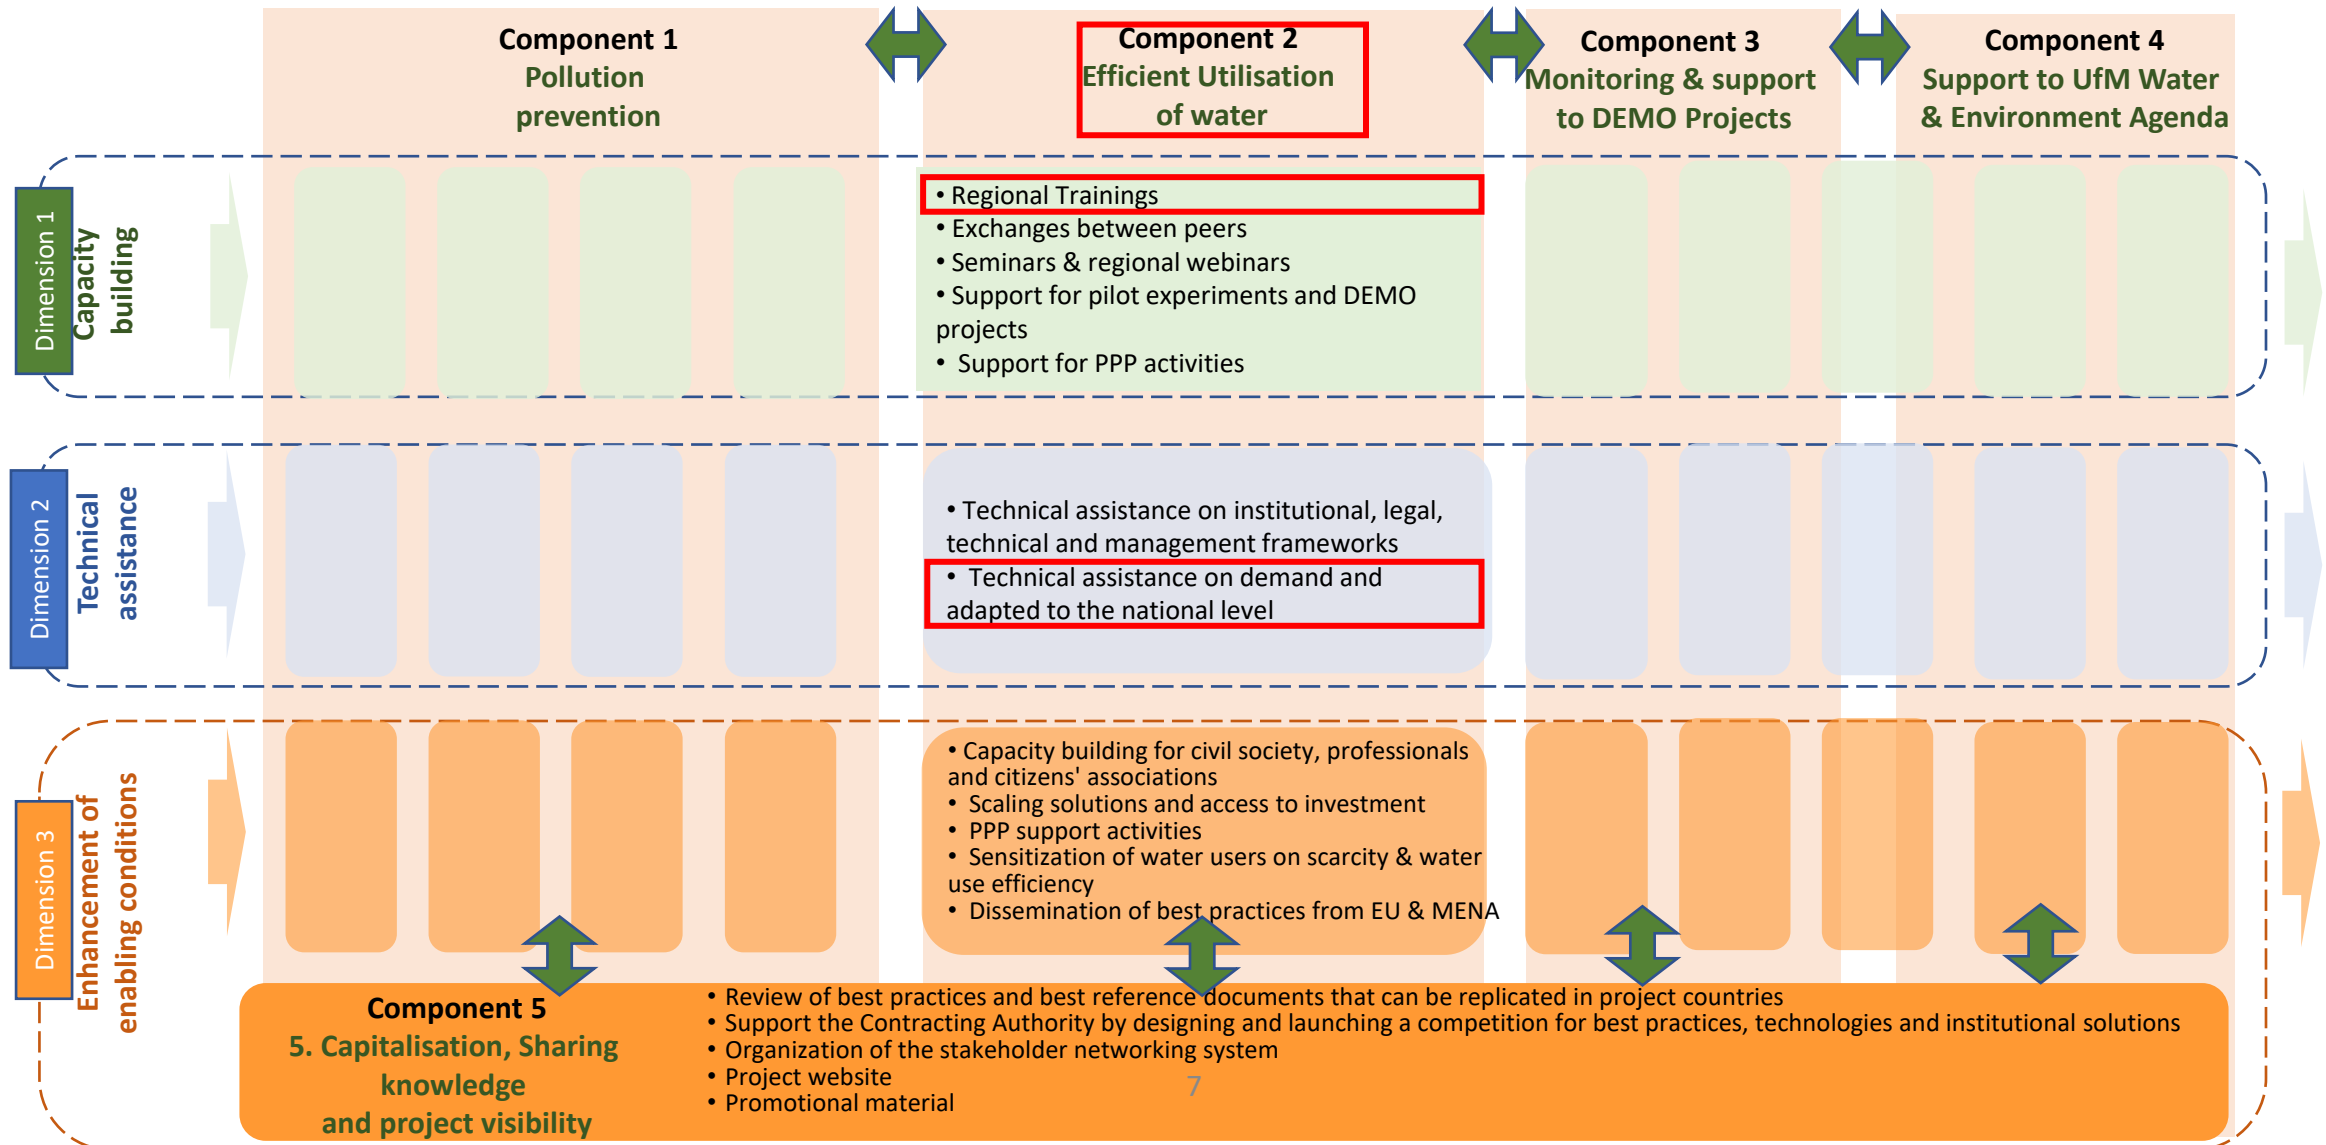 Component 1
Pollution
prevention
Component 2
Efficient Utilisation
of water
Component 3
Monitoring & support
to DEMO Projects
Component 4
Support to UfM Water
& Environment Agenda
Dimension 1
Capacity
building
• Regional Trainings
• Exchanges between peers
• Seminars & regional webinars
• Support for pilot experiments and DEMO
projects
• Support for PPP activities
Dimension 2
Technical
assistance
• Technical assistance on institutional, legal,
technical and management frameworks
• Technical assistance on demand and
adapted to the national level
Dimension 3
Enhancement of
enabling conditions
• Capacity building for civil society, professionals
and citizens' associations
• Scaling solutions and access to investment
• PPP support activities
• Sensitization of water users on scarcity & water
use efficiency
• Dissemination of best practices from EU & MENA
Component 5
5. Capitalisation, Sharing
knowledge
and project visibility
• Review of best practices and best reference documents that can be replicated in project countries
• Support the Contracting Authority by designing and launching a competition for best practices, technologies and institutional solutions
• Organization of the stakeholder networking system
• Project website
• Promotional material
7